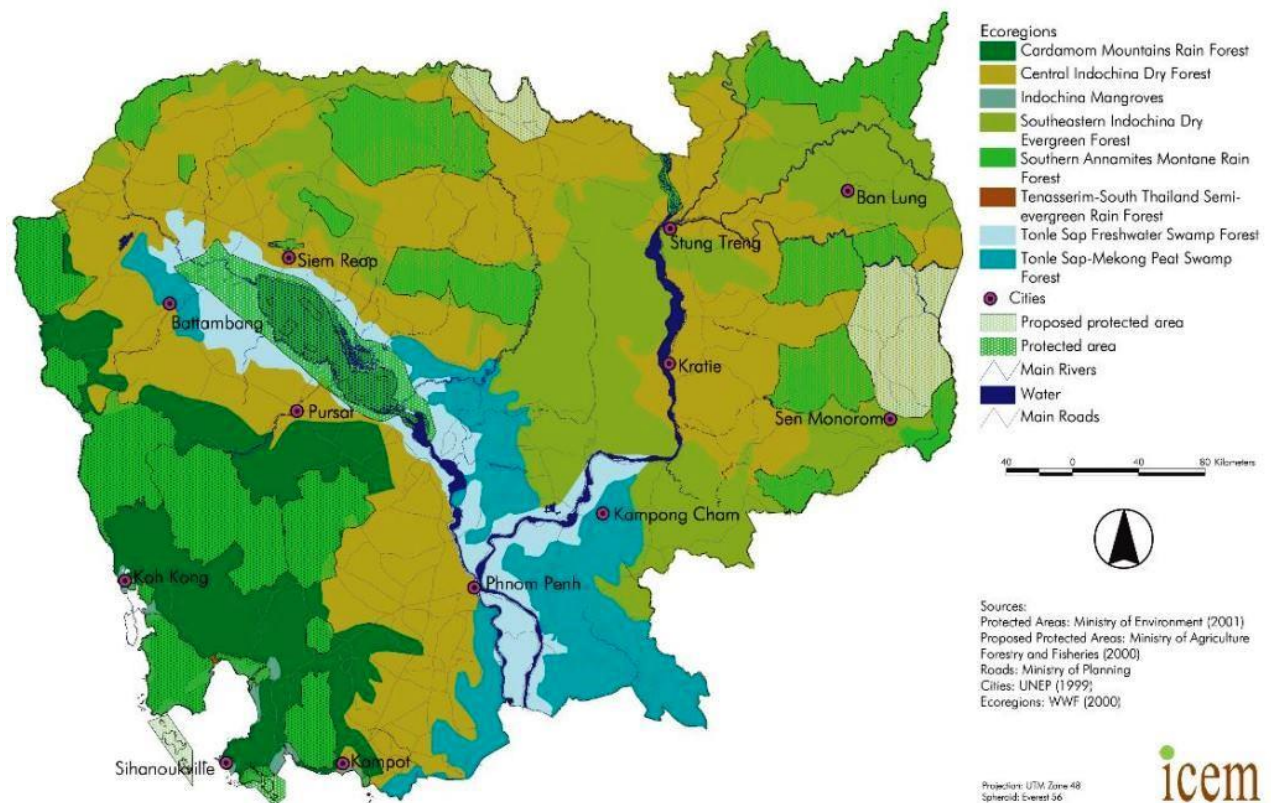 Ecoregions
Cardamom Mountains Rain Forest
Central Indochina Dry Forest
Indochina Mangroves
Southeastern Indochina Dry
Evergreen Forest
Southern Annamites Montane Rain
Forest
Tenasserim-South Thailand Semi-
evergreen Rain Forest
Tonle Sap Freshwater Swamp Forest
Tonle Sap-Mekong Peat Swamp
Forest
Cities
Proposed protected area
Protected area
Main Rivers
Water
Main Roads
40 0 40 80 Kilometers
Ban Lung
Stung Treng
Siem Reap
Battambang
Kratie
Pursat
Sen Monorom
Kampong Cham
Koh Kong
Phnom Penh
Sihanoukville
Kampot
Sources:
Protected Areas: Ministry of Environment (2001)
Proposed Protected Areas: Ministry of Agriculture
Forestry and Fisheries (2000)
Roads: Ministry of Planning
Cities: UNEP (1999)
Ecoregions: WWF (2000)
Projection: UTM Zone 48
Spheroid: Everest 56
icem